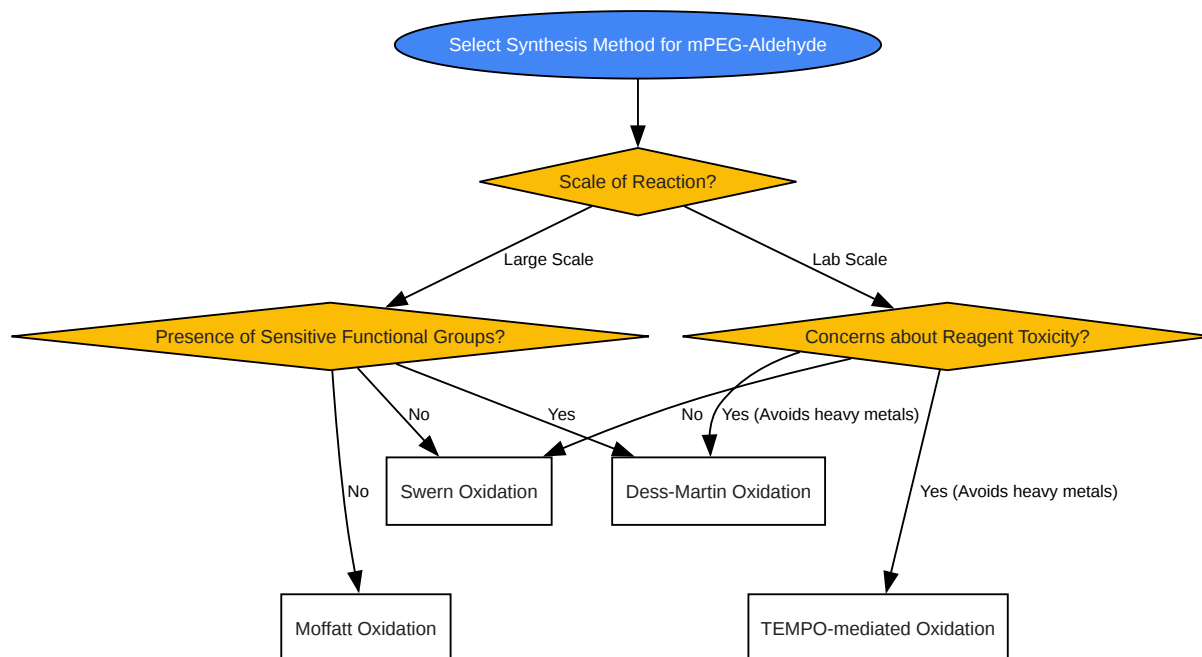 Select Synthesis Method for mPEG-Aldehyde
Scale of Reaction?
Large Scale
Lab Scale
Presence of Sensitive Functional Groups?
Concerns about Reagent Toxicity?
No
Yes
No
Yes (Avoids heavy metals)
Swern Oxidation
Dess-Martin Oxidation
No
Yes (Avoids heavy metals)
Moffatt Oxidation
TEMPO-mediated Oxidation